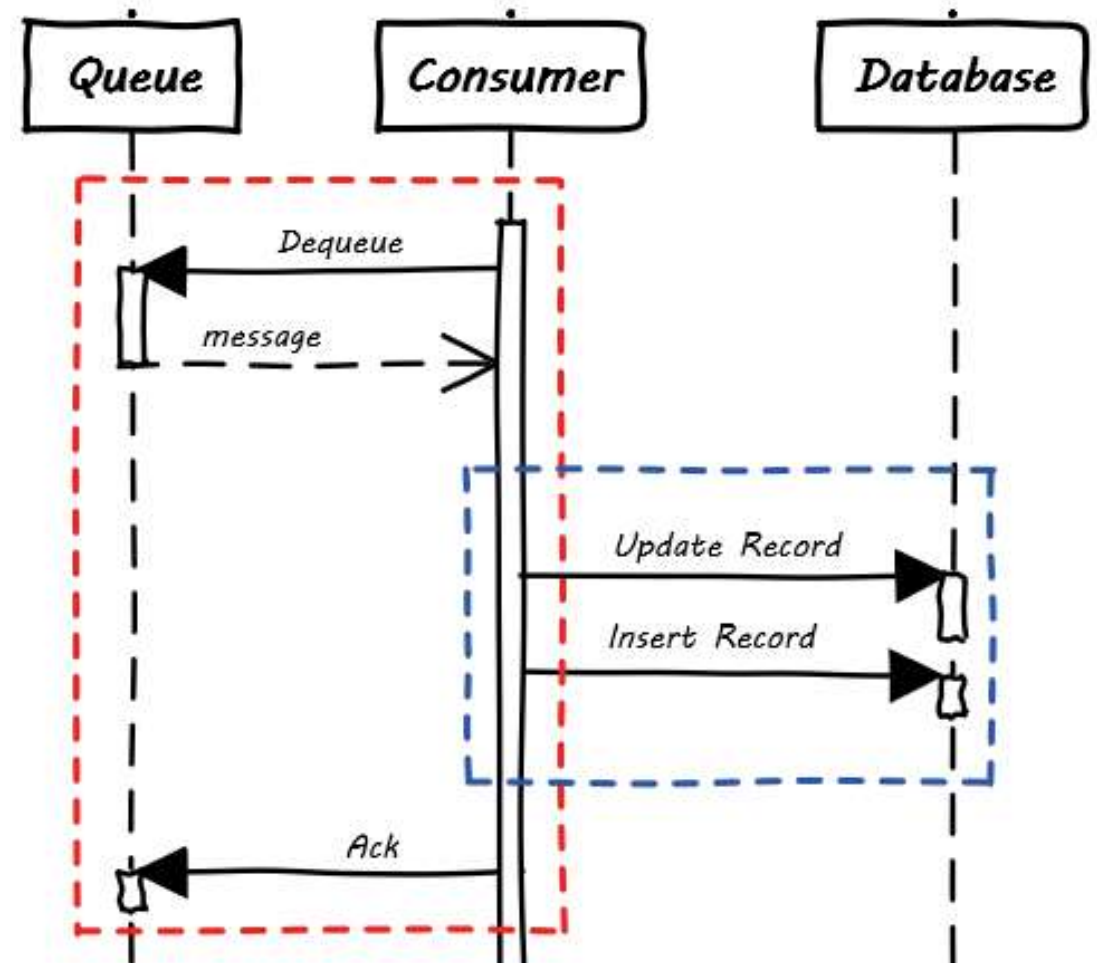 Queue
Consumer
Database
Dequeue
message
Update Record
Insert Record
Ack